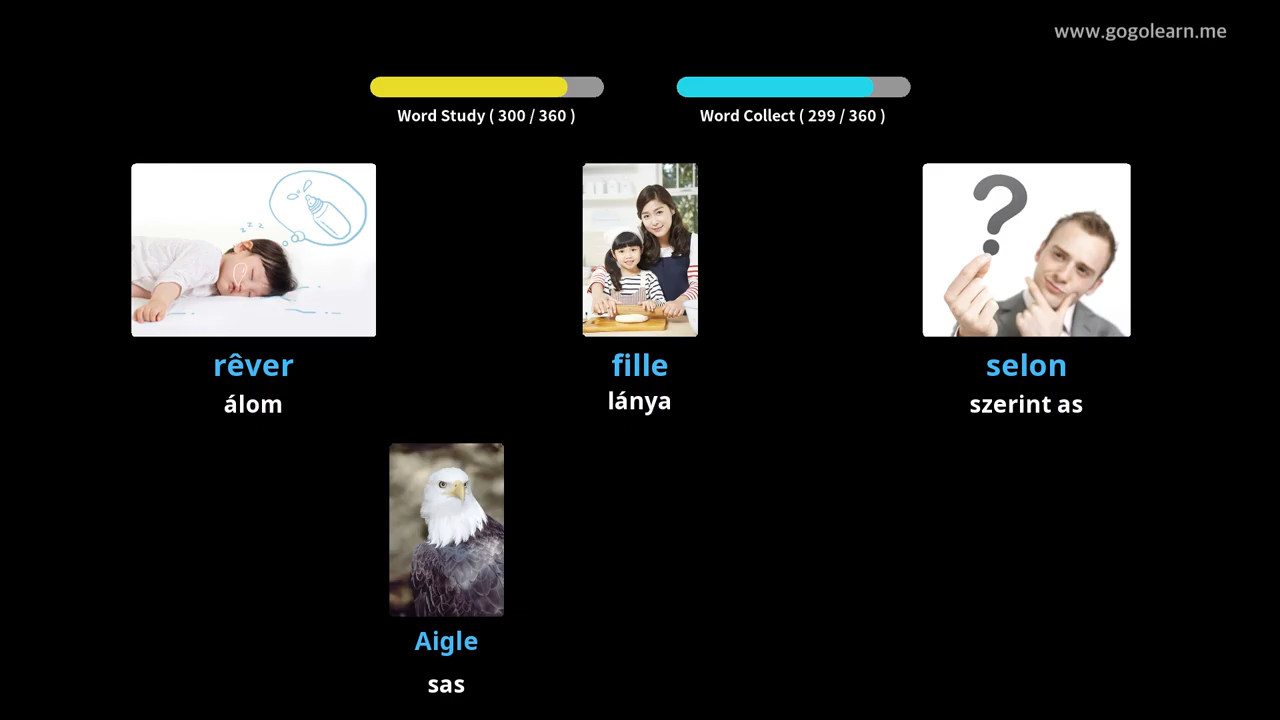 www.gogolearn.me
Word Study ( 300 / 360 )
Word Collect ( 299 / 360 )
z z z z
rêver
fille
selon
álom
lánya
szerint as
Aigle
sas